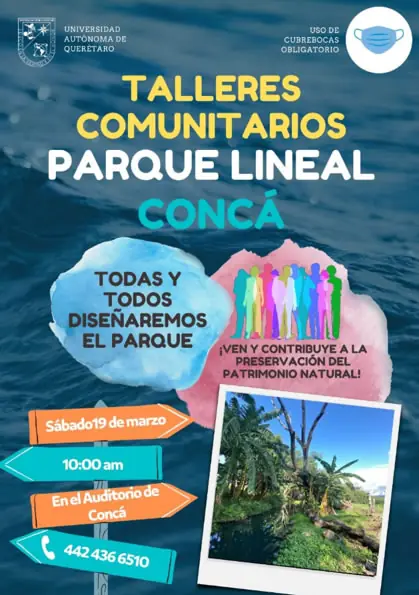 UNIVERSIDAD
AUTÓNOMA DE
QUERÉTARO
USO DE
CUBREBOCAS
OBLIGATORIO
TALLERES
COMUNITARIOS
PARQUE LINEAL
CONCÁ
TODAS Y
TODOS
DISEÑAREMOS
EL PARQUE
¡VEN Y CONTRIBUYE A LA
PRESERVACIÓN DEL
PATRIMONIO NATURAL!
Sábado19 de marzo
10:00 am
En el Auditorio de
Concá
442 436 6510